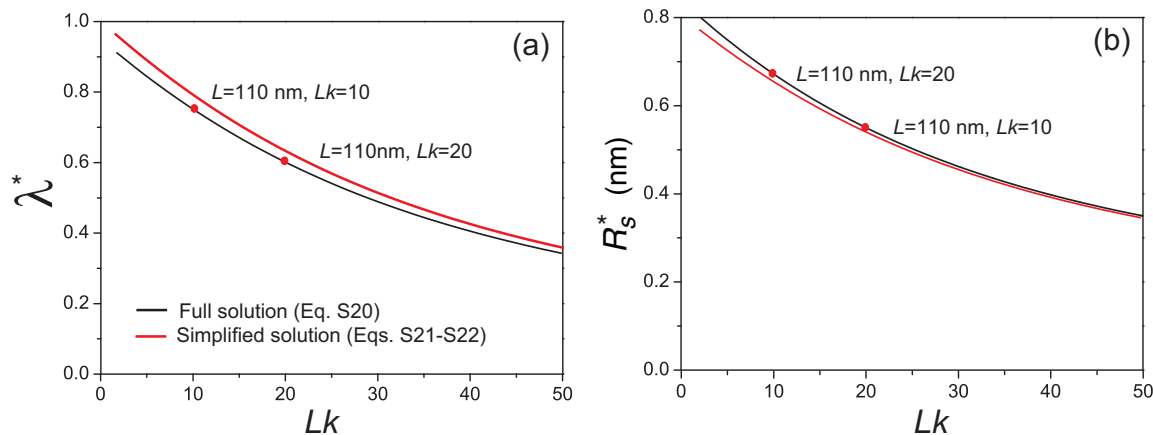 (a)
1.0
0.8
0.6
0.4
0.2
0.0
λ*
L=110 nm, Lk=10
L=110nm, Lk=20
Full solution (Eq. S20)
Simplified solution (Eqs. S21-S22)
0 10 20 30 40 50
Lk
(b)
0.8
0.6
0.4
0.2
0.0
Rs* (nm)
L=110 nm, Lk=20
L=110 nm, Lk=10
0 10 20 30 40 50
Lk